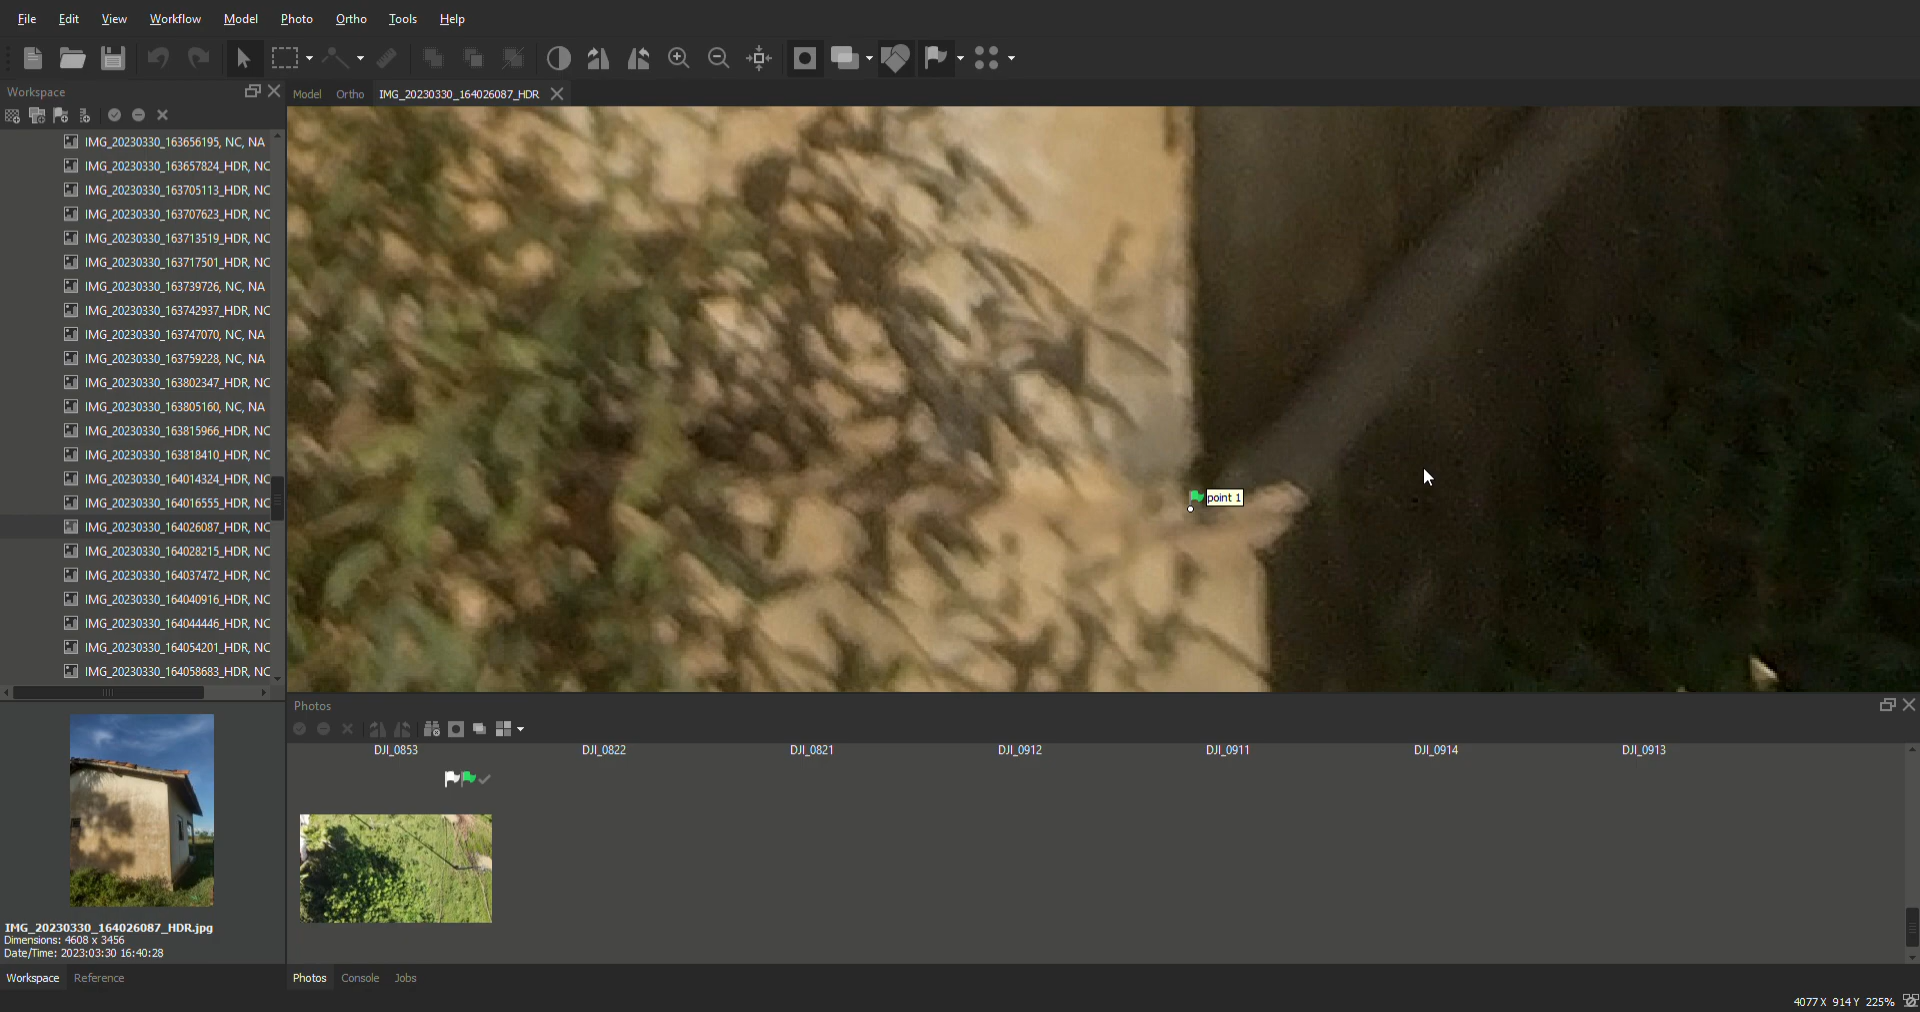 File Edit View Workflow Model Photo Ortho Tools Help
Workspace
Model Ortho IMG_20230330_164026087_HDR
IMG_20230330_163656195, NC, NA
IMG_20230330_163657824_HDR, NC
IMG_20230330_163705113_HDR, NC
IMG_20230330_163707623_HDR, NC
IMG_20230330_163713519_HDR, NC
IMG_20230330_163717501_HDR, NC
IMG_20230330_163739726, NC, NA
IMG_20230330_163742937_HDR, NC
IMG_20230330_163747070, NC, NA
IMG_20230330_163759228, NC, NA
IMG_20230330_163802347_HDR, NC
IMG_20230330_163805160, NC, NA
IMG_20230330_163815966_HDR, NC
IMG_20230330_163818410_HDR, NC
IMG_20230330_164014324_HDR, NC
IMG_20230330_164016555_HDR, NC
IMG_20230330_164026087_HDR, NC
IMG_20230330_164028215_HDR, NC
IMG_20230330_164037472_HDR, NC
IMG_20230330_164040916_HDR, NC
IMG_20230330_164044446_HDR, NC
IMG_20230330_164054201_HDR, NC
IMG_20230330_164058683_HDR, NC
point 1
Photos
DJI_0853 DJI_0822 DJI_0821 DJI_0912 DJI_0911 DJI_0914 DJI_0913
IMG_20230330_164026087_HDR.jpg
Dimensions: 4608 x 3456
Date/Time: 2023:03:30 16:40:28
Workspace Reference
Photos Console Jobs
4077 X 914 Y 225%